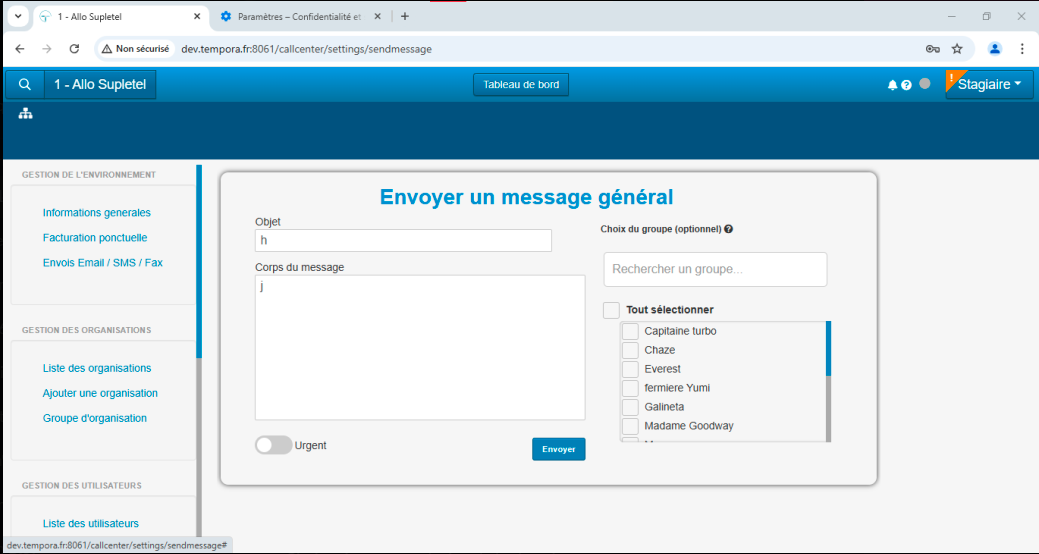 1 - Allo Supletel
Paramètres – Confidentialité et
Non sécurisé
dev.tempora.fr:8061/callcenter/settings/sendmessage
1 - Allo Supletel
Tableau de bord
Stagiaire
GESTION DE L'ENVIRONNEMENT
Informations generales
Facturation ponctuelle
Envois Email / SMS / Fax
GESTION DES ORGANISATIONS
Liste des organisations
Ajouter une organisation
Groupe d'organisation
GESTION DES UTILISATEURS
Liste des utilisateurs
Envoyer un message général
Objet
h
Corps du message
j
Urgent
Envoyer
Choix du groupe (optionnel)
Rechercher un groupe...
Tout sélectionner
Capitaine turbo
Chaze
Everest
fermiere Yumi
Galineta
Madame Goodway
dev.tempora.fr:8061/callcenter/settings/sendmessage#